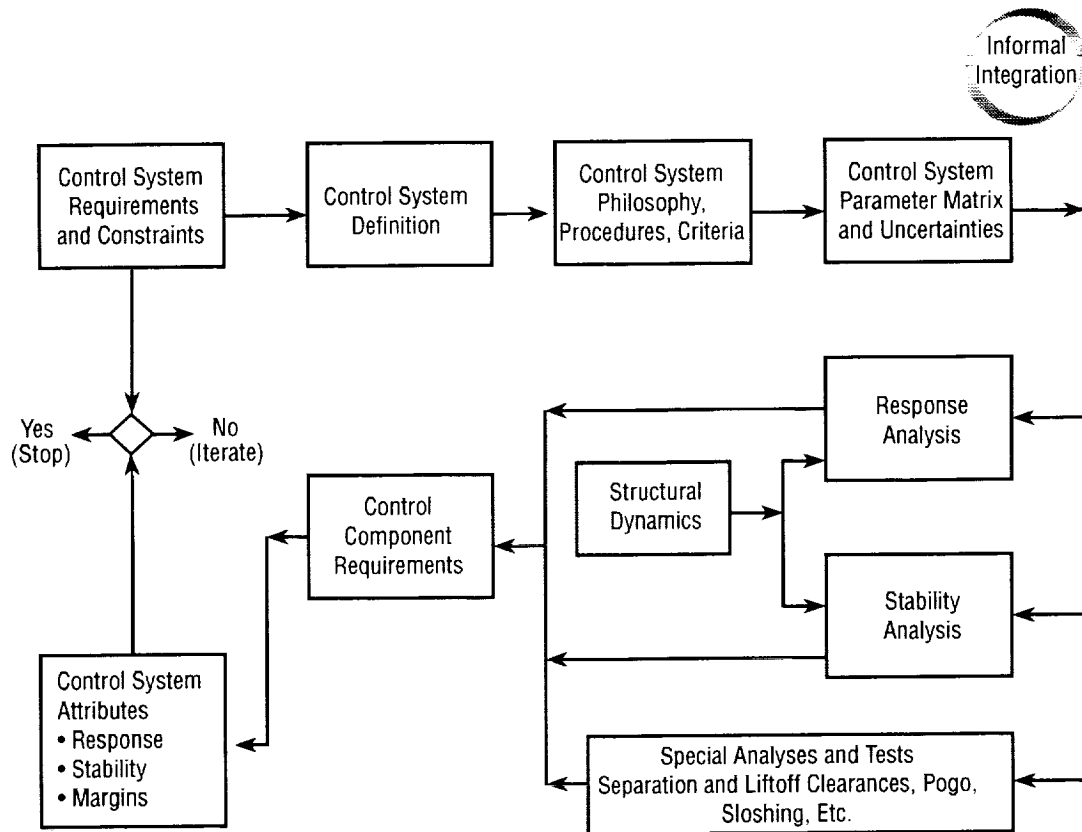 Informal
Integration
Control System
Requirements
and Constraints
Control System
Definition
Control System
Philosophy,
Procedures, Criteria
Control System
Parameter Matrix
and Uncertainties
Yes
(Stop)
No
(Iterate)
Response
Analysis
Structural
Dynamics
Control
Component
Requirements
Stability
Analysis
Control System
Attributes
• Response
• Stability
• Margins
Special Analyses and Tests
Separation and Liftoff Clearances, Pogo,
Sloshing, Etc.